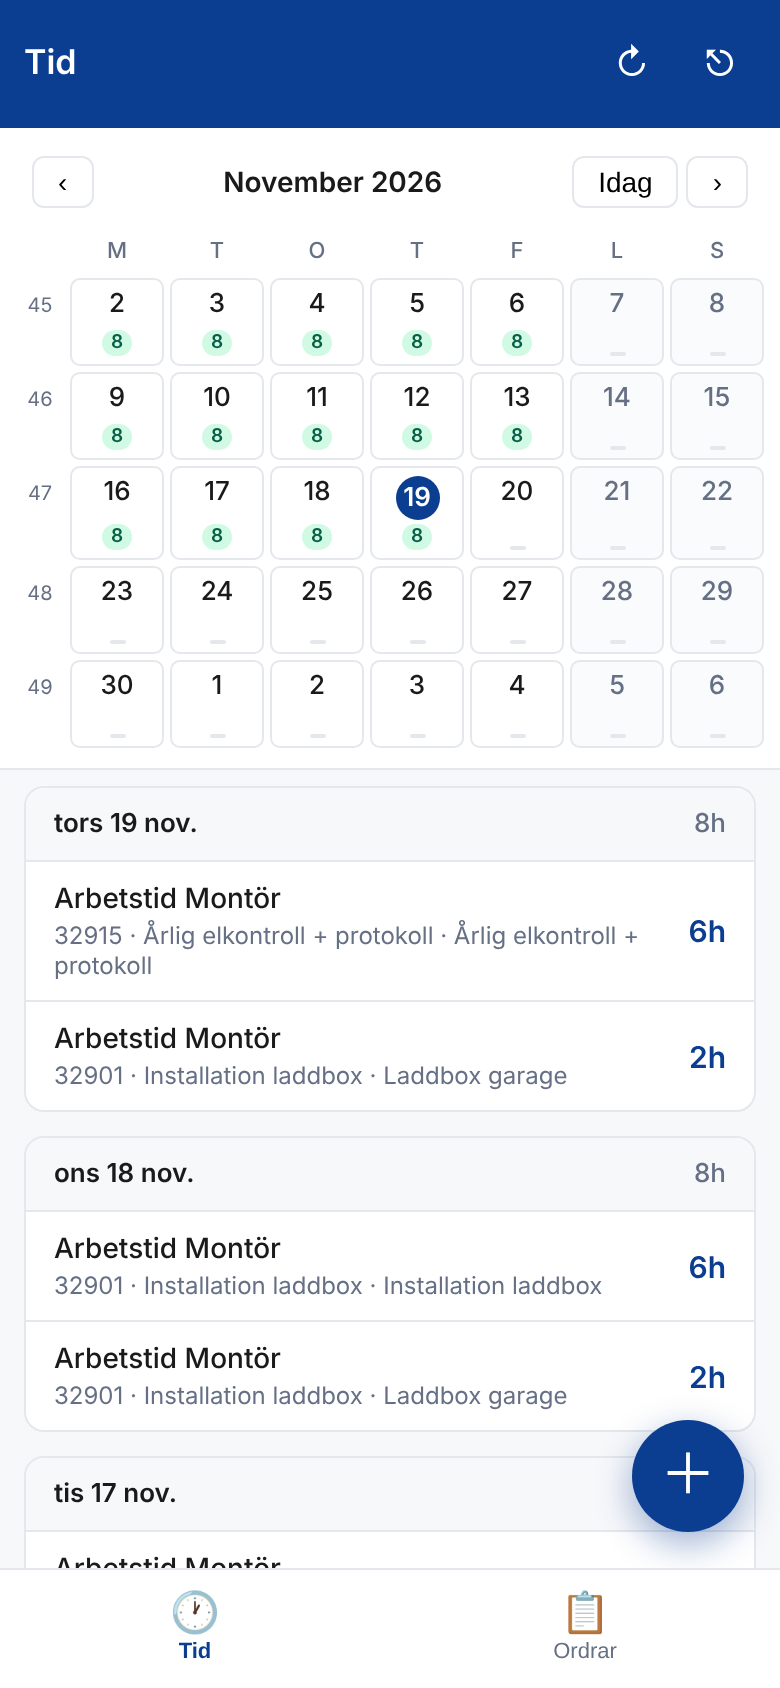 Tid
‹ November 2026 Idag ›
M T O T F L S
45 2 3 4 5 6 7 8
8 8 8 8 8
46 9 10 11 12 13 14 15
8 8 8 8 8
47 16 17 18 19 20 21 22
8 8 8 8
48 23 24 25 26 27 28 29
49 30 1 2 3 4 5 6
tors 19 nov. 8h
Arbetstid Montör
32915 · Årlig elkontroll + protokoll · Årlig elkontroll +
protokoll
6h
Arbetstid Montör
32901 · Installation laddbox · Laddbox garage
2h
ons 18 nov. 8h
Arbetstid Montör
32901 · Installation laddbox · Installation laddbox
6h
Arbetstid Montör
32901 · Installation laddbox · Laddbox garage
2h
tis 17 nov.
Arbetstid Montör
Tid Ordrar